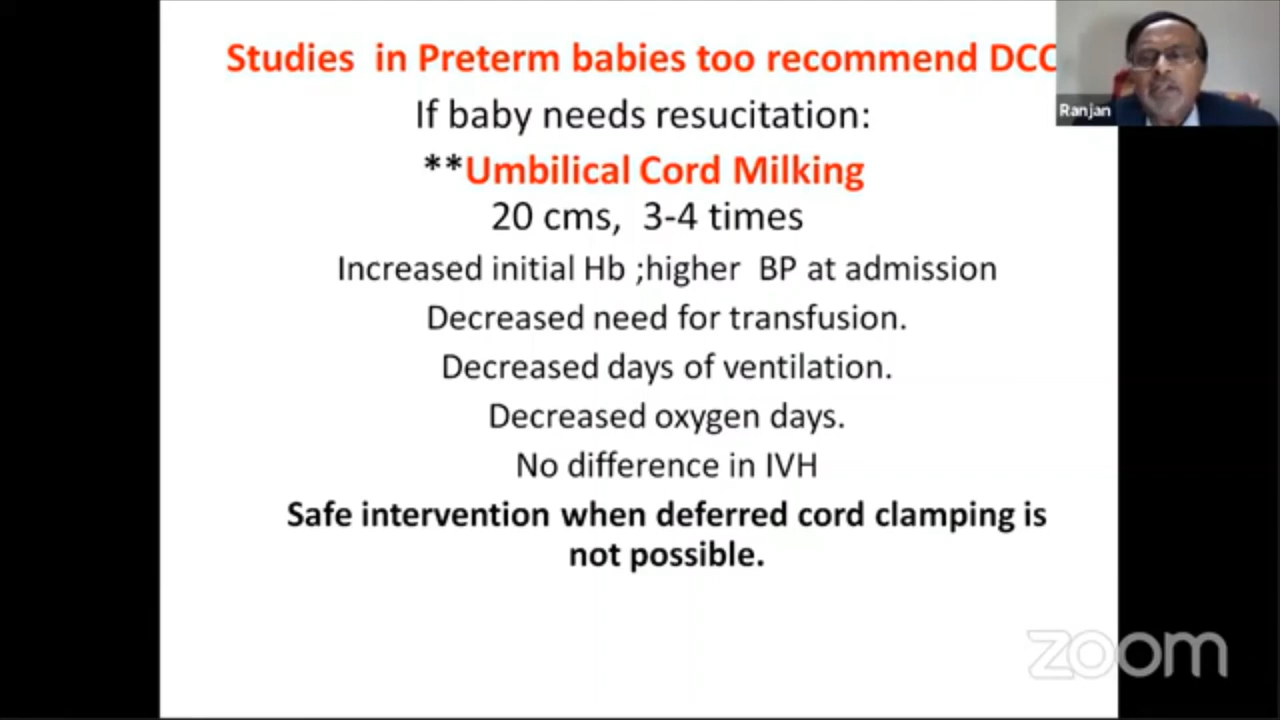 Studies in Preterm babies too recommend DCC
If baby needs resucitation:
**Umbilical Cord Milking
20 cms, 3-4 times
Increased initial Hb ;higher BP at admission
Decreased need for transfusion.
Decreased days of ventilation.
Decreased oxygen days.
No difference in IVH
Safe intervention when deferred cord clamping is
not possible.
Ranjan
zoom